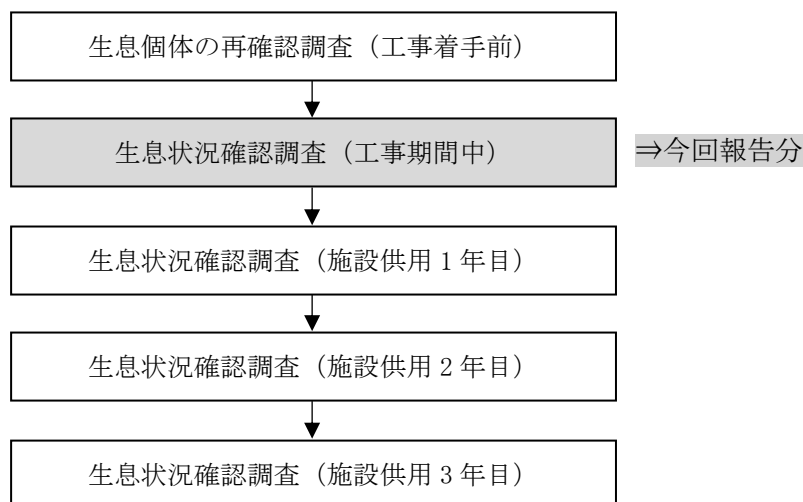 生息個体の再確認調査（工事着手前）
生息状況確認調査（工事期間中）
⇒今回報告分
生息状況確認調査（施設供用 1 年目）
生息状況確認調査（施設供用 2 年目）
生息状況確認調査（施設供用 3 年目）